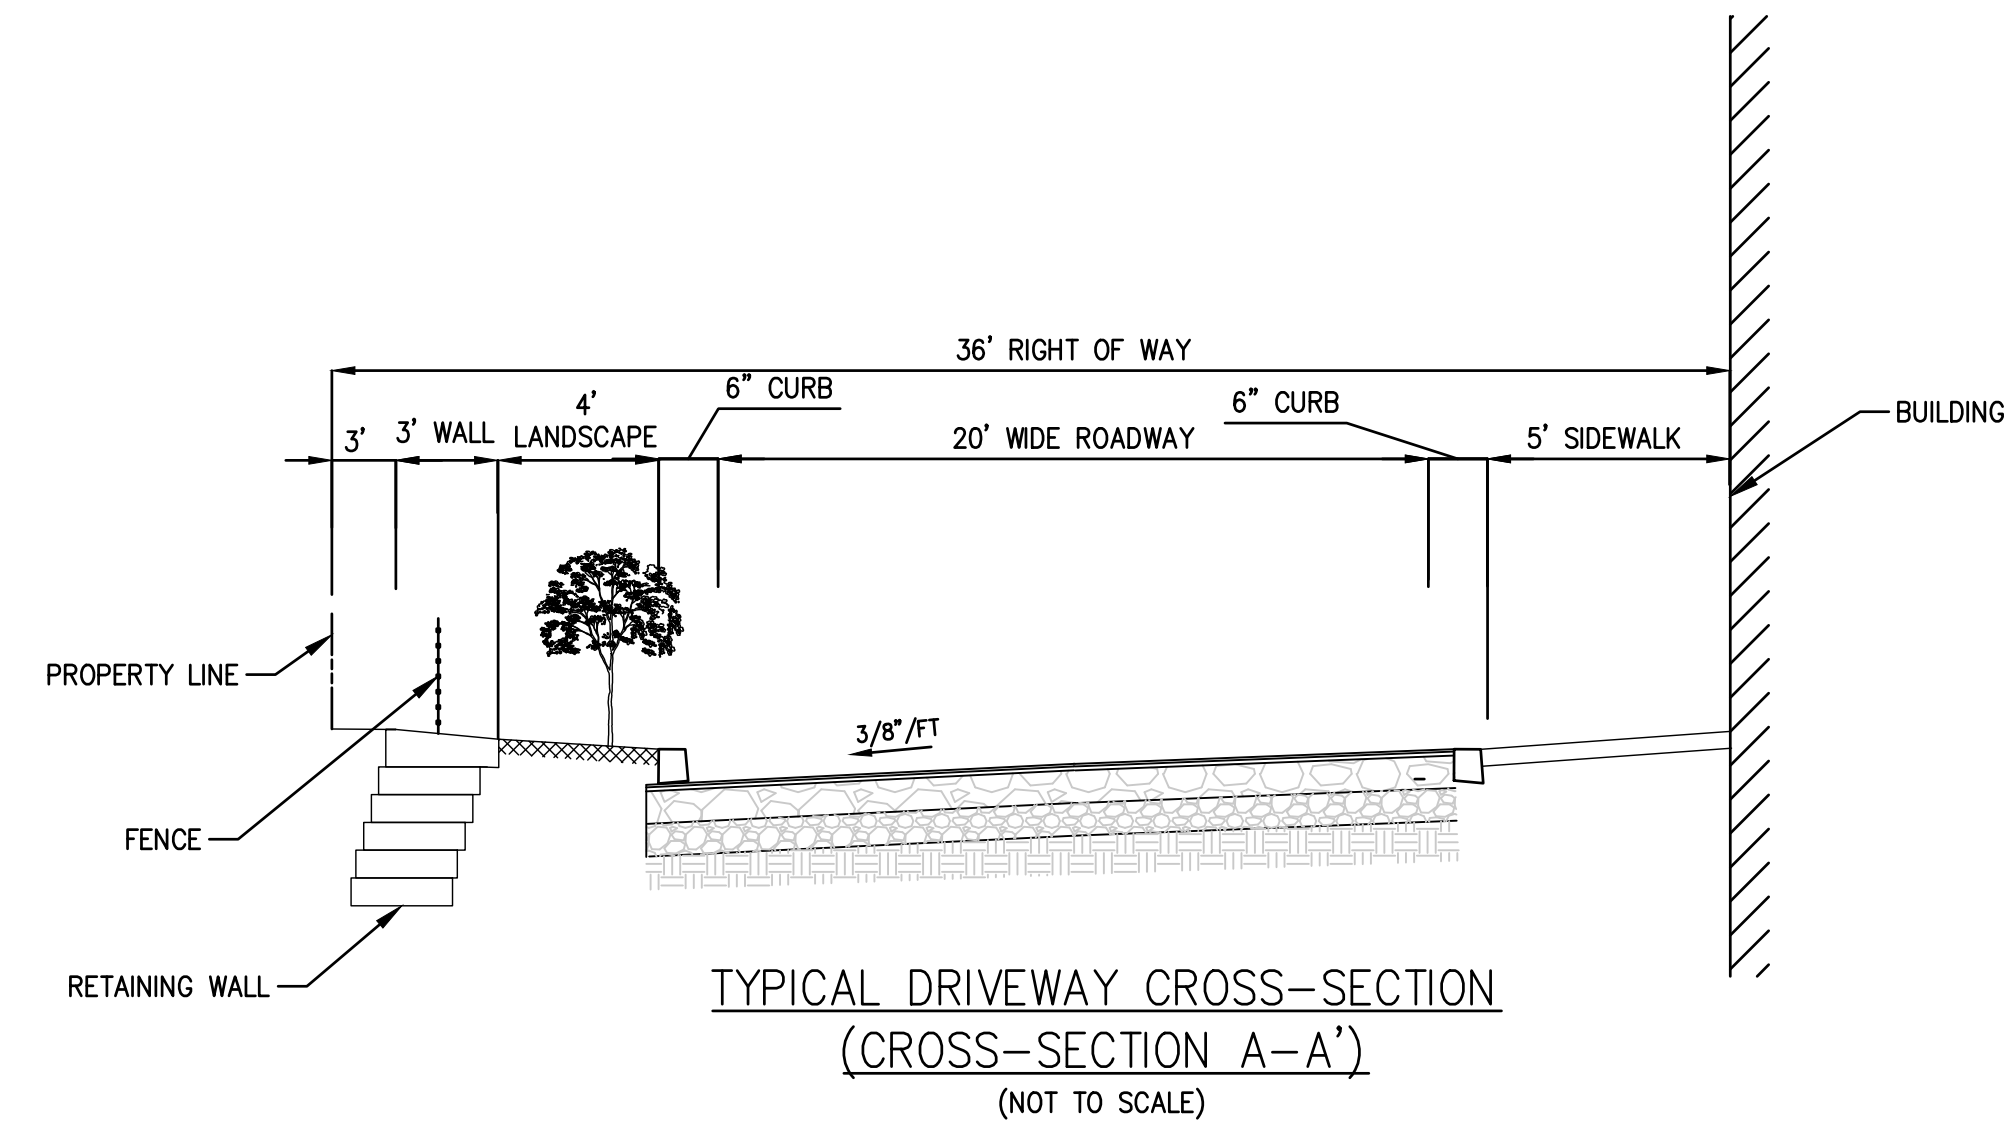 36' RIGHT OF WAY
6" CURB
6" CURB
3'
3' WALL
4'
LANDSCAPE
20' WIDE ROADWAY
5' SIDEWALK
BUILDING
PROPERTY LINE
3/8"/FT
FENCE
RETAINING WALL
TYPICAL DRIVEWAY CROSS-SECTION
(CROSS-SECTION A-A')
(NOT TO SCALE)